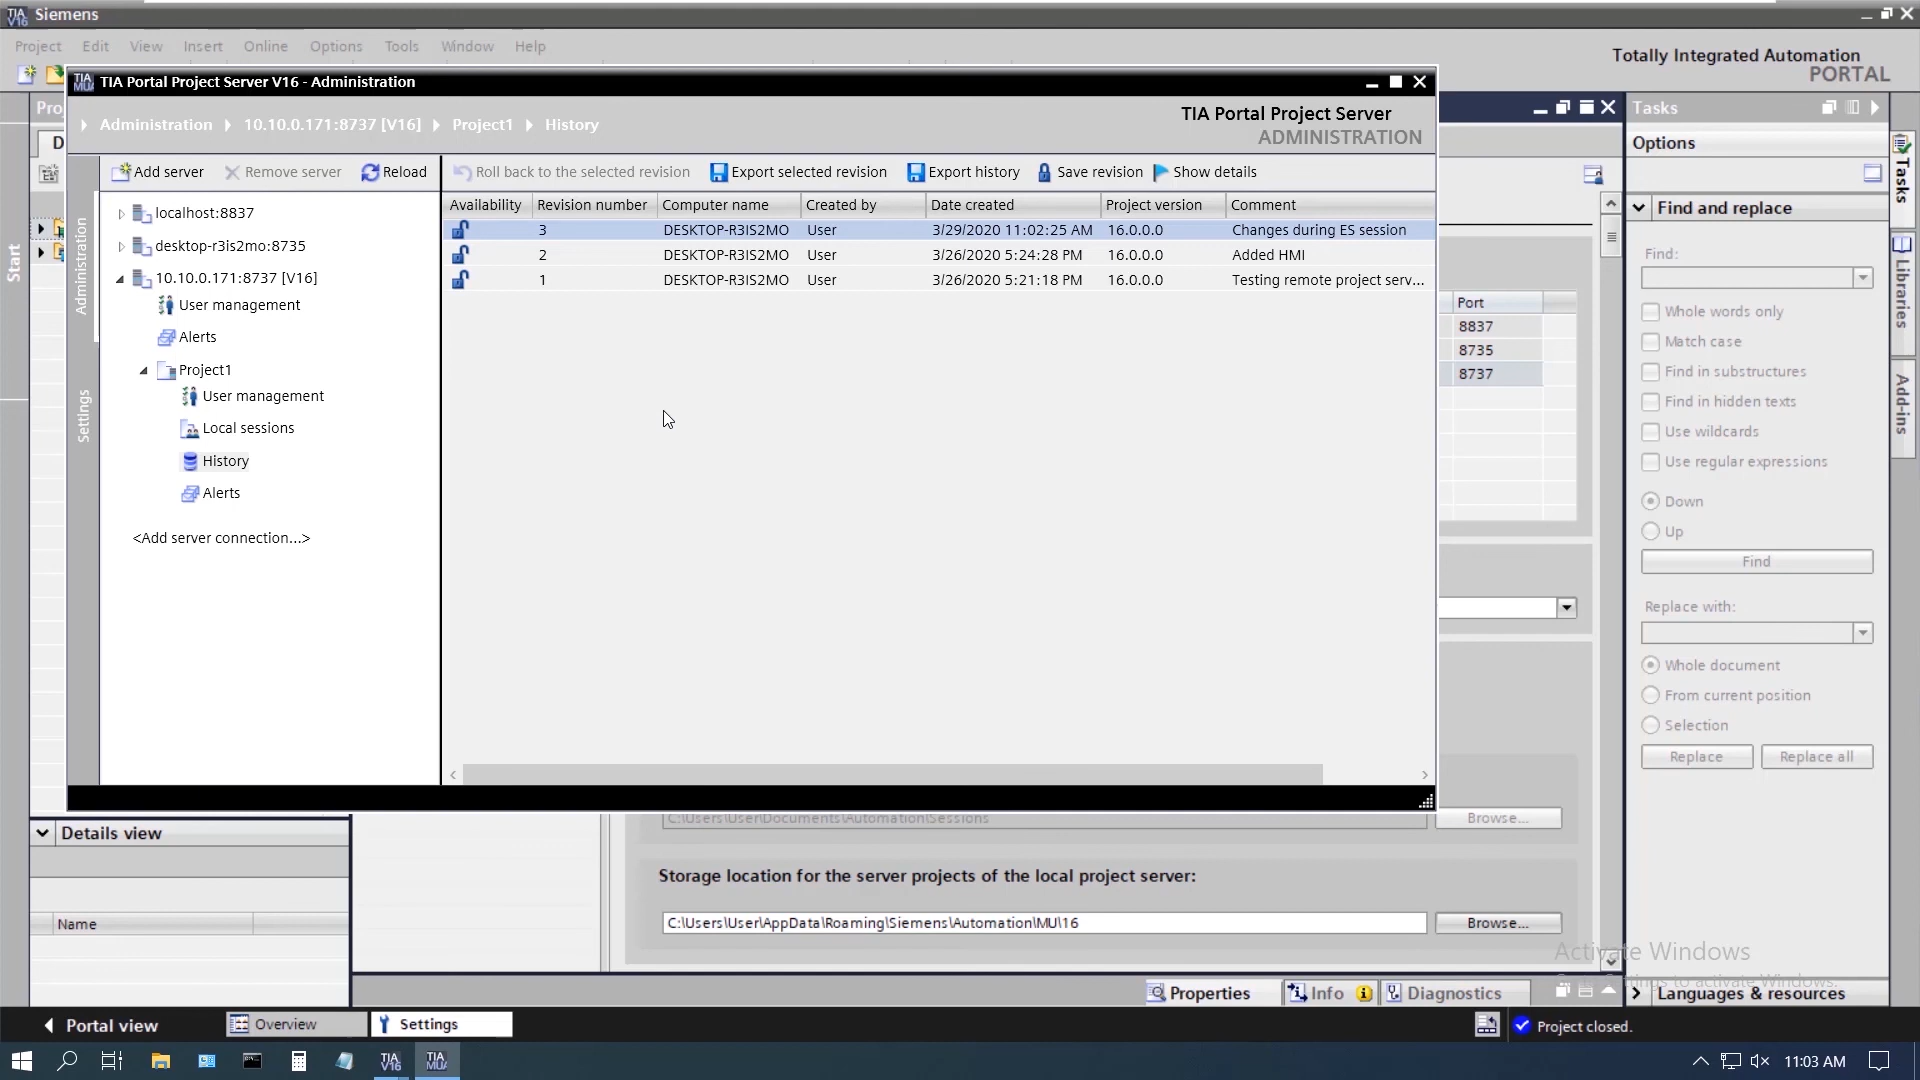 Siemens
Project Edit View Insert Online Options Tools Window Help
Totally Integrated Automation
PORTAL
TIA Portal Project Server V16 - Administration
TIA Portal Project Server
ADMINISTRATION
Administration 10.10.0.171:8737 [V16] Project1 History
Add server Remove server Reload
Roll back to the selected revision Export selected revision Export history Save revision Show details
Administration
Settings
Start
localhost:8837
desktop-r3is2mo:8735
10.10.0.171:8737 [V16]
User management
Alerts
Project1
User management
Local sessions
History
Alerts
<Add server connection...>
Availability Revision number Computer name Created by Date created Project version Comment
3 DESKTOP-R3IS2MO User 3/29/2020 11:02:25 AM 16.0.0.0 Changes during ES session
2 DESKTOP-R3IS2MO User 3/26/2020 5:24:28 PM 16.0.0.0 Added HMI
1 DESKTOP-R3IS2MO User 3/26/2020 5:21:18 PM 16.0.0.0 Testing remote project serv...
Port
8837
8735
8737
Tasks
Options
Find and replace
Find:
Whole words only
Match case
Find in substructures
Find in hidden texts
Use wildcards
Use regular expressions
Down
Up
Find
Replace with:
Whole document
From current position
Selection
Replace Replace all
Languages & resources
Tasks
Libraries
Add-ins
Details view
Name
C:\Users\User\Documents\Automation\Sessions Browse...
Storage location for the server projects of the local project server:
C:\Users\User\AppData\Roaming\Siemens\Automation\MU\16 Browse...
Activate Windows
Properties Info Diagnostics
Portal view Overview Settings
Project closed.
11:03 AM